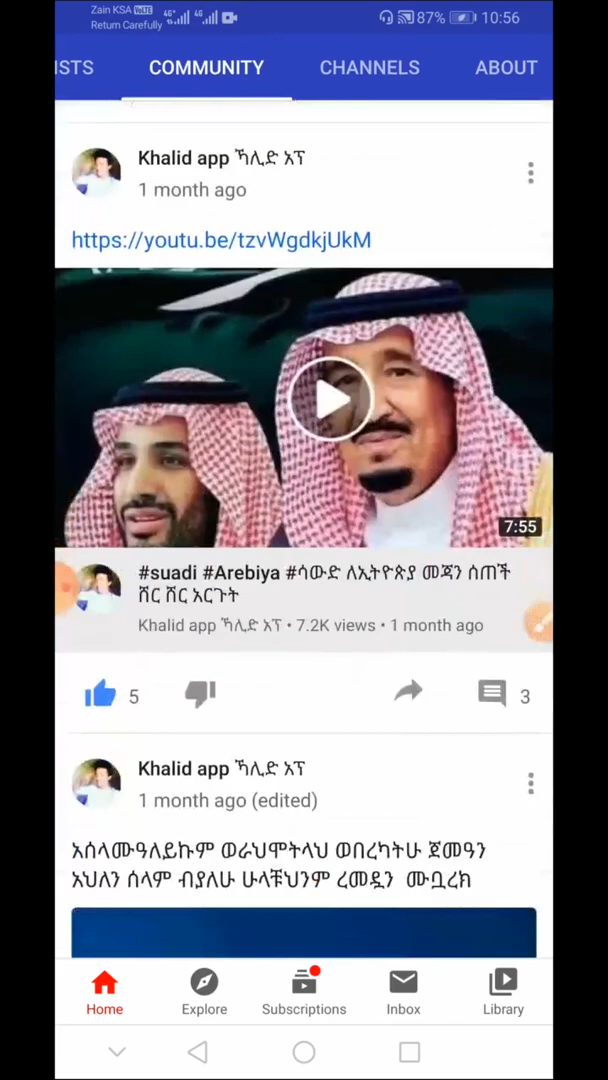 Zain KSA VoLTE
Return Carefully
4G+ 4G
87% 10:56
ISTS COMMUNITY CHANNELS ABOUT
Khalid app ኻሊድ አፕ
1 month ago
https://youtu.be/tzvWgdkjUkM
7:55
#suadi #Arebiya #ሳውድ ለኢትዮጵያ መጃን ሰጠች
ሸር ሸር አርጉት
Khalid app ኻሊድ አፕ • 7.2K views • 1 month ago
5 3
Khalid app ኻሊድ አፕ
1 month ago (edited)
አሰላሙዓለይኩም ወራህሞትላህ ወበረካትሁ ጀመዓን
አህለን ሰላም ብያለሁ ሁላቹህንም ረመዷን ሙቧረክ
Home Explore Subscriptions Inbox Library